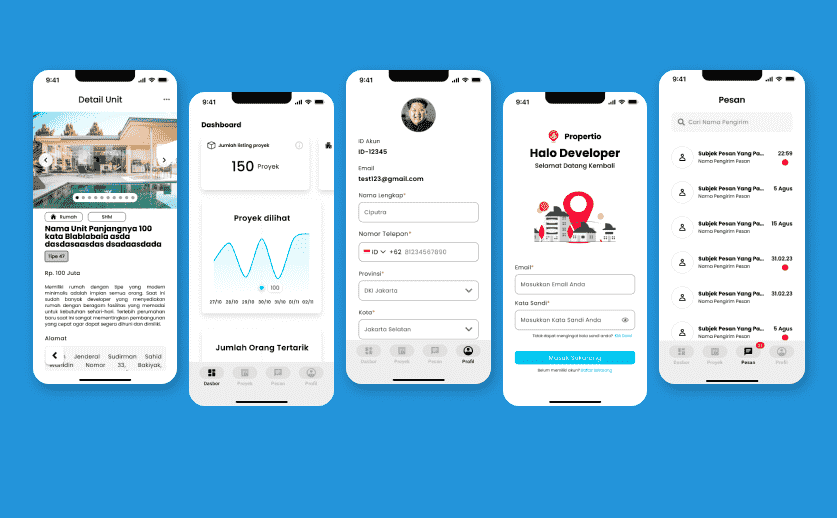 9:41
Detail Unit
Rumah
SHM
Nama Unit Panjangnya 100
kata Blablabala asda
dasdasaasdas dsadaasdada
Tipe 47
Rp. 100 Juta
Memiliki rumah dengan tipe yang modern
minimalis adalah impian semua orang. Saat ini
sudah banyak developer yang menyediakan
rumah dengan beragam fasilitas yang memadai
untuk kebutuhan sehari-hari. Terlebih perumahan
baru saat ini sangat mementingkan pembangunan
yang cepat agar dapat segera dihuni dan dimiliki.
Alamat
Jenderal Sudirman Sahid
Nomor 33, Bakiyak,
9:41
Dashboard
Jumlah listing proyek
150 Proyek
Proyek dilihat
100
27/10 28/10 29/10 30/10 31/10 01/11 02/11
Jumlah Orang Tertarik
Dasbor Proyek Pesan Profil
9:41
ID Akun
ID-12345
Email
test123@gmail.com
Nama Lengkap*
Ciputra
Nomor Telepon*
ID +62 81234567890
Provinsi*
DKI Jakarta
Kota*
Jakarta Selatan
Dasbor Proyek Pesan Profil
9:41
Propertio
Halo Developer
Selamat Datang Kembali
Email*
Masukkan Email Anda
Kata Sandi*
Masukkan Kata Sandi Anda
Tidak dapat mengingat kata sandi anda? Klik Disini
Masuk Sekarang
Belum memiliki akun? Daftar Sekarang
9:41
Pesan
Cari Nama Pengirim
Subjek Pesan Yang Pa... 22:59
Nama Pengirim Pesan
Subjek Pesan Yang Pa... 5 Agus
Nama Pengirim Pesan
Subjek Pesan Yang Pa... 15 Agus
Nama Pengirim Pesan
Subjek Pesan Yang Pa... 31.02.23
Nama Pengirim Pesan
Subjek Pesan Yang Pa... 31.02.23
Nama Pengirim Pesan
Subjek Pesan Yang Pa... 5 Agus
Nama Pengirim Pesan
Dasbor Proyek Pesan Profil